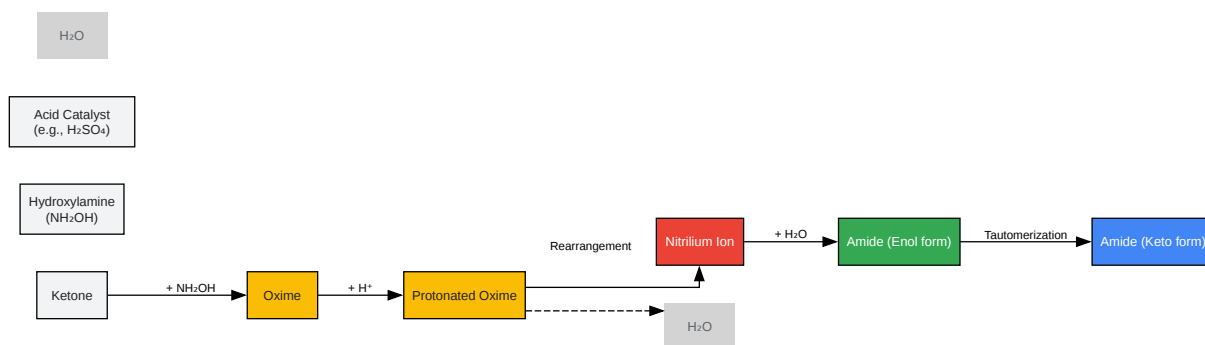 H₂O
Acid Catalyst
(e.g., H₂SO₄)
Hydroxylamine
(NH₂OH)
Ketone
+ NH₂OH
Oxime
+ H⁺
Protonated Oxime
Rearrangement
Nitrilium Ion
+ H₂O
Amide (Enol form)
Tautomerization
Amide (Keto form)
H₂O